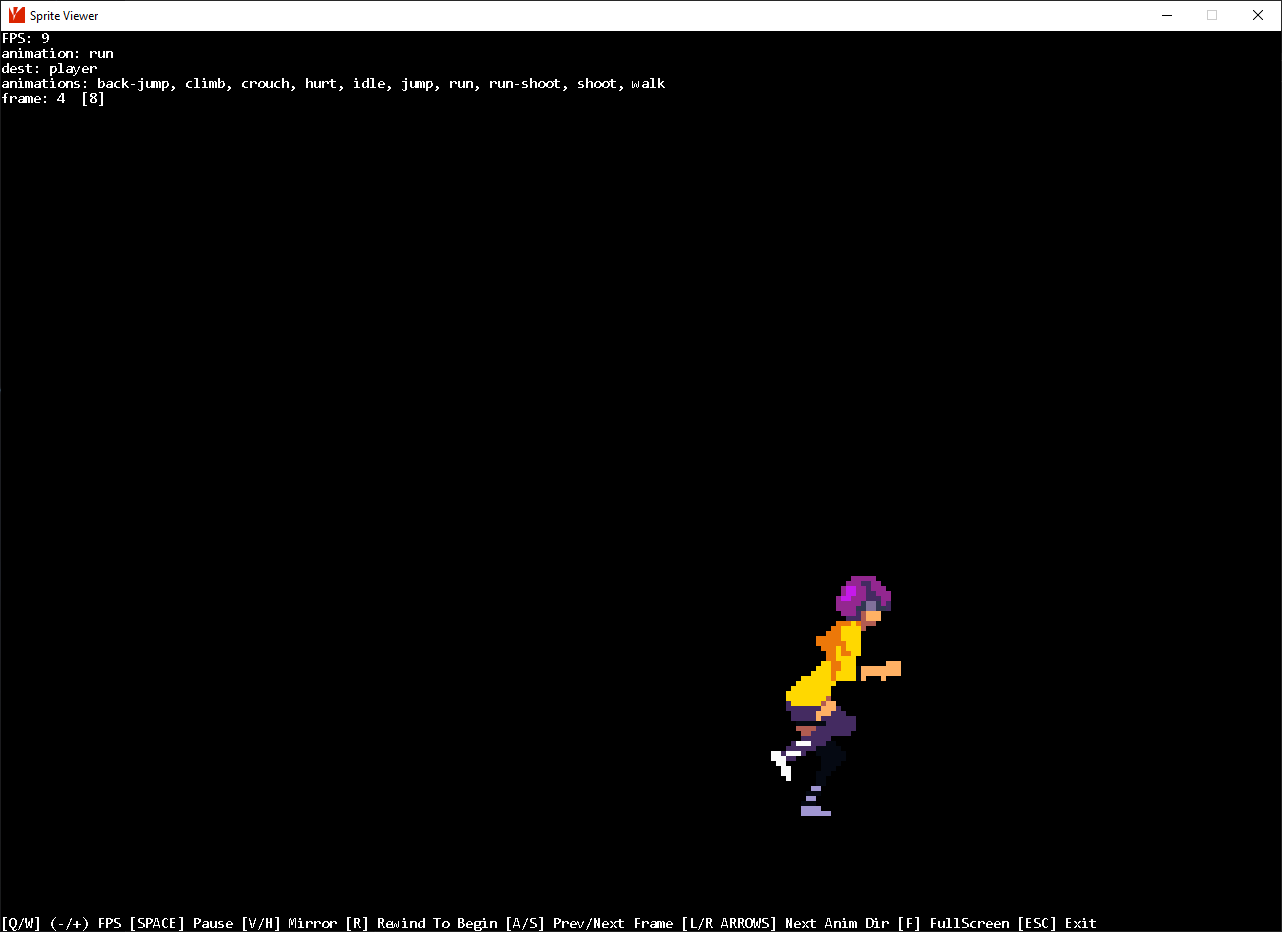 Sprite Viewer
FPS: 9
animation: run
dest: player
animations: back-jump, climb, crouch, hurt, idle, jump, run, run-shoot, shoot, walk
frame: 4  [8]
[Q/W] (-/+) FPS [SPACE] Pause [V/H] Mirror [R] Rewind To Begin [A/S] Prev/Next Frame [L/R ARROWS] Next Anim Dir [F] FullScreen [ESC] Exit